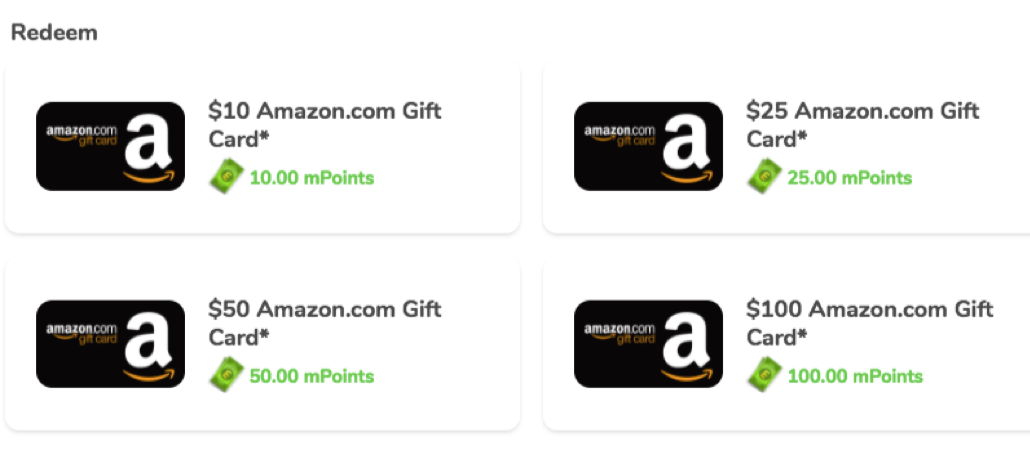 Redeem
amazon.com
gift card
a
$10 Amazon.com Gift
Card*
10.00 mPoints
amazon.com
gift card
a
$25 Amazon.com Gift
Card*
25.00 mPoints
amazon.com
gift card
a
$50 Amazon.com Gift
Card*
50.00 mPoints
amazon.com
gift card
a
$100 Amazon.com Gift
Card*
100.00 mPoints